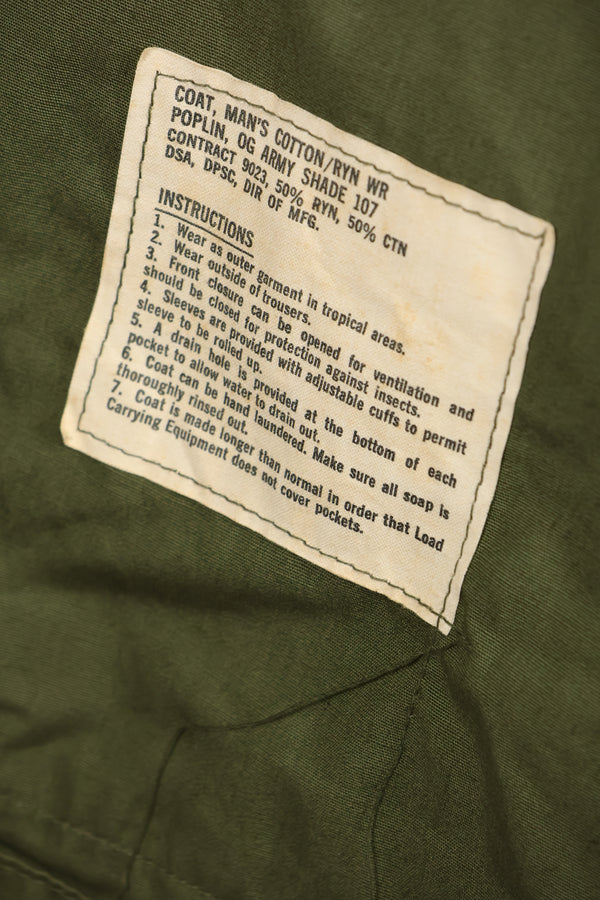 COAT, MAN'S COTTON/RYN WR
POPLIN, OG ARMY SHADE 107
CONTRACT 9023, 50% RYN, 50% CTN
DSA, DPSC, DIR OF MFG.
INSTRUCTIONS
1. Wear as outer garment in tropical areas.
2. Wear outside of trousers.
3. Front closure can be opened for ventilation and
should be closed for protection against insects.
4. Sleeves are provided with adjustable cuffs to permit
sleeve to be rolled up.
5. A drain hole is provided at the bottom of each
pocket to allow water to drain out.
6. Coat can be hand laundered. Make sure all soap is
thoroughly rinsed out.
7. Coat is made longer than normal in order that Load
Carrying Equipment does not cover pockets.